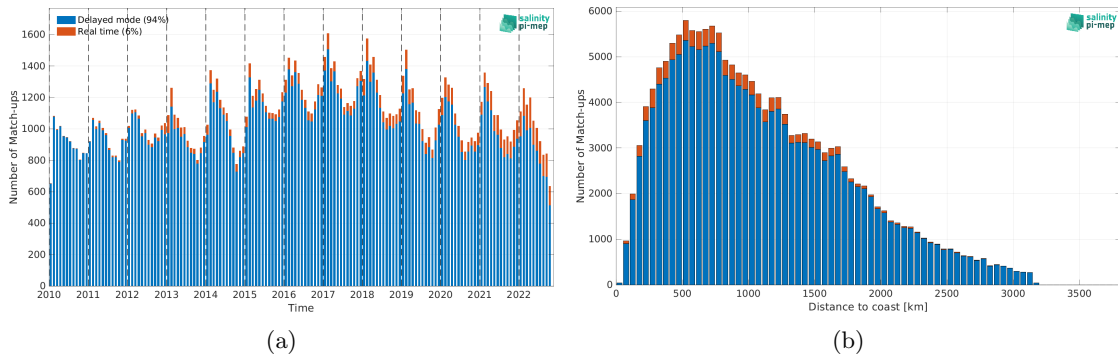 Delayed mode (94%)
Real time (6%)
salinity
pi-mep
Number of Match-ups
1600
1400
1200
1000
800
600
400
200
0
2010 2011 2012 2013 2014 2015 2016 2017 2018 2019 2020 2021 2022
Time
(a)
salinity
pi-mep
Number of Match-ups
6000
5000
4000
3000
2000
1000
0
0 500 1000 1500 2000 2500 3000 3500
Distance to coast [km]
(b)